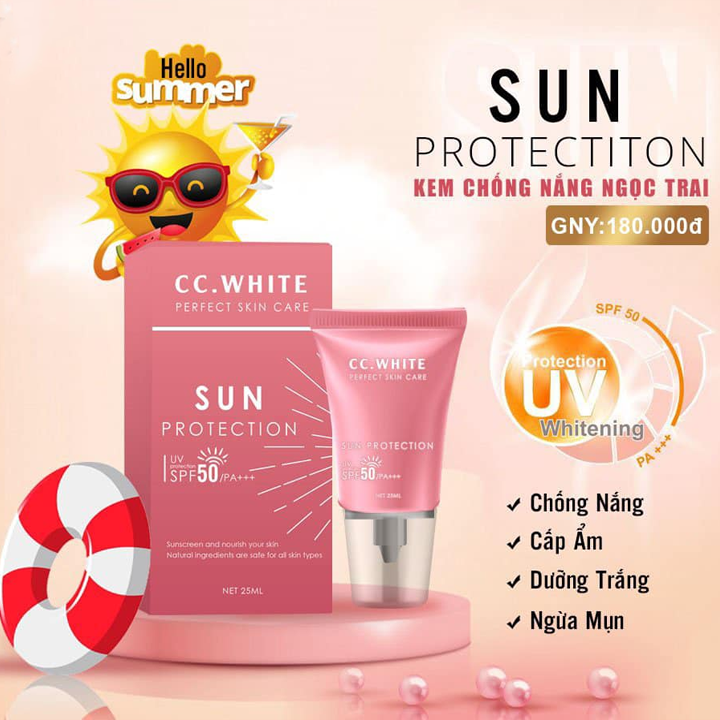 Hello
summer
SUN
PROTECTITON
KEM CHỐNG NẮNG NGỌC TRAI
GNY:180.000đ
CC.WHITE
PERFECT SKIN CARE
SUN
PROTECTION
UV
protection
SPF50/PA+++
Sunscreen and nourish your skin
Natural ingredients are safe for all skin types
NET 25ML
CC.WHITE
PERFECT SKIN CARE
SUN PROTECTION
UV
SPF50/PA+++
NET 25ML
SPF 50
Protection
UV
Whitening
PA +++
✓ Chống Nắng
✓ Cấp Ẩm
✓ Dưỡng Trắng
✓ Ngừa Mụn